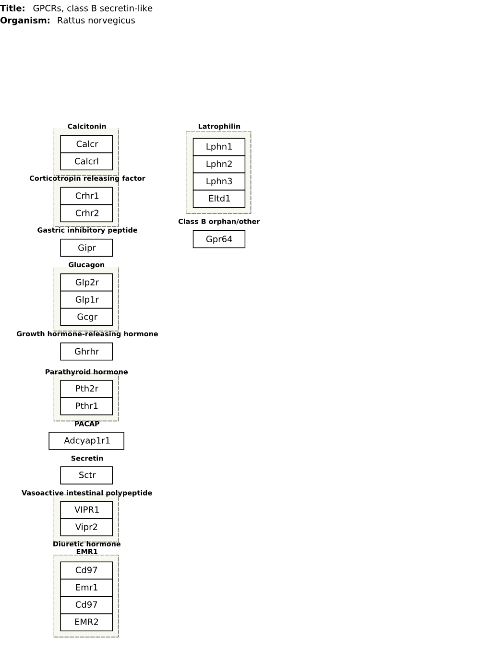 Title: GPCRs, class B secretin-like
Organism: Rattus norvegicus
Calcitonin
Calcr
Calcrl
Corticotropin releasing factor
Crhr1
Crhr2
Gastric inhibitory peptide
Gipr
Glucagon
Glp2r
Glp1r
Gcgr
Growth hormone-releasing hormone
Ghrhr
Parathyroid hormone
Pth2r
Pthr1
PACAP
Adcyap1r1
Secretin
Sctr
Vasoactive intestinal polypeptide
VIPR1
Vipr2
Diuretic hormone
EMR1
Cd97
Emr1
Cd97
EMR2
Latrophilin
Lphn1
Lphn2
Lphn3
Eltd1
Class B orphan/other
Gpr64